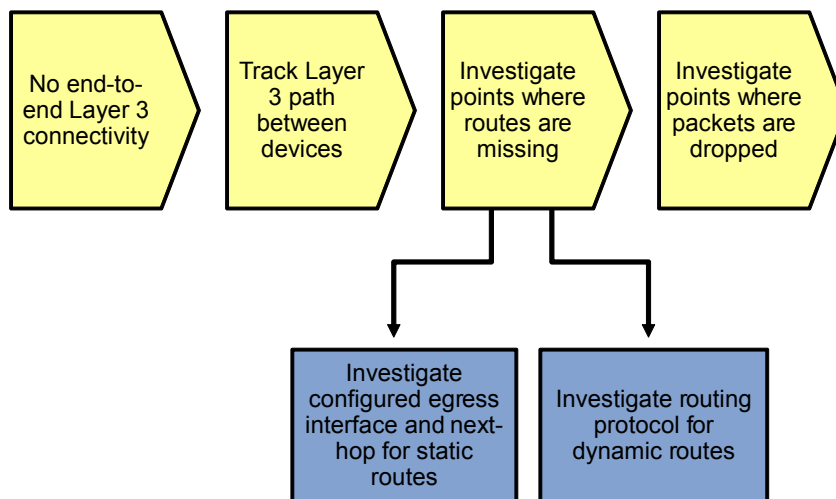 No end-to-
end Layer 3
connectivity
Track Layer
3 path
between
devices
Investigate
points where
routes are
missing
Investigate
points where
packets are
dropped
Investigate
configured egress
interface and next-
hop for static
routes
Investigate routing
protocol for
dynamic routes